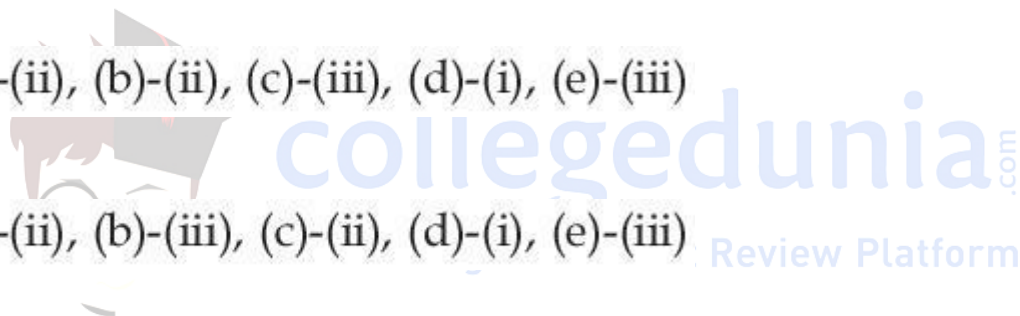 -(ii), (b)-(ii), (c)-(iii), (d)-(i), (e)-(iii)
collegedunia.com
-(ii), (b)-(iii), (c)-(ii), (d)-(i), (e)-(iii)
Review Platform